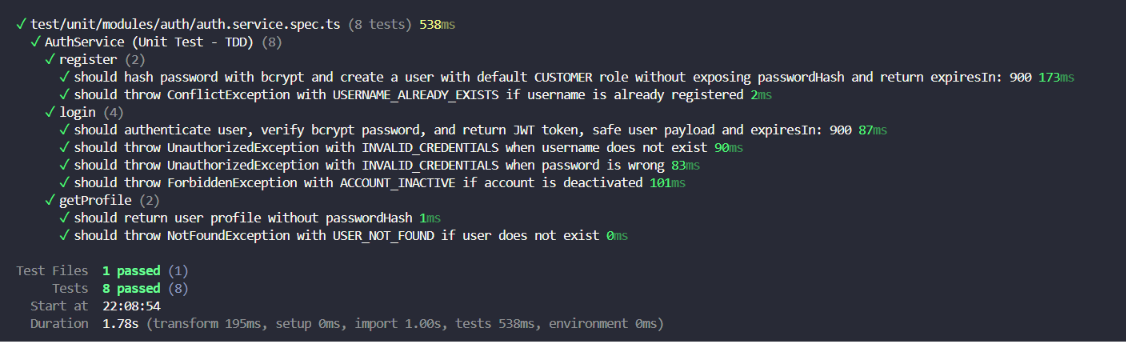 ✓ test/unit/modules/auth/auth.service.spec.ts (8 tests) 538ms
✓ AuthService (Unit Test - TDD) (8)
✓ register (2)
✓ should hash password with bcrypt and create a user with default CUSTOMER role without exposing passwordHash and return expiresIn: 900 173ms
✓ should throw ConflictException with USERNAME_ALREADY_EXISTS if username is already registered 2ms
✓ login (4)
✓ should authenticate user, verify bcrypt password, and return JWT token, safe user payload and expiresIn: 900 87ms
✓ should throw UnauthorizedException with INVALID_CREDENTIALS when username does not exist 90ms
✓ should throw UnauthorizedException with INVALID_CREDENTIALS when password is wrong 83ms
✓ should throw ForbiddenException with ACCOUNT_INACTIVE if account is deactivated 101ms
✓ getProfile (2)
✓ should return user profile without passwordHash 1ms
✓ should throw NotFoundException with USER_NOT_FOUND if user does not exist 0ms
Test Files 1 passed (1)
Tests 8 passed (8)
Start at 22:08:54
Duration 1.78s (transform 195ms, setup 0ms, import 1.00s, tests 538ms, environment 0ms)